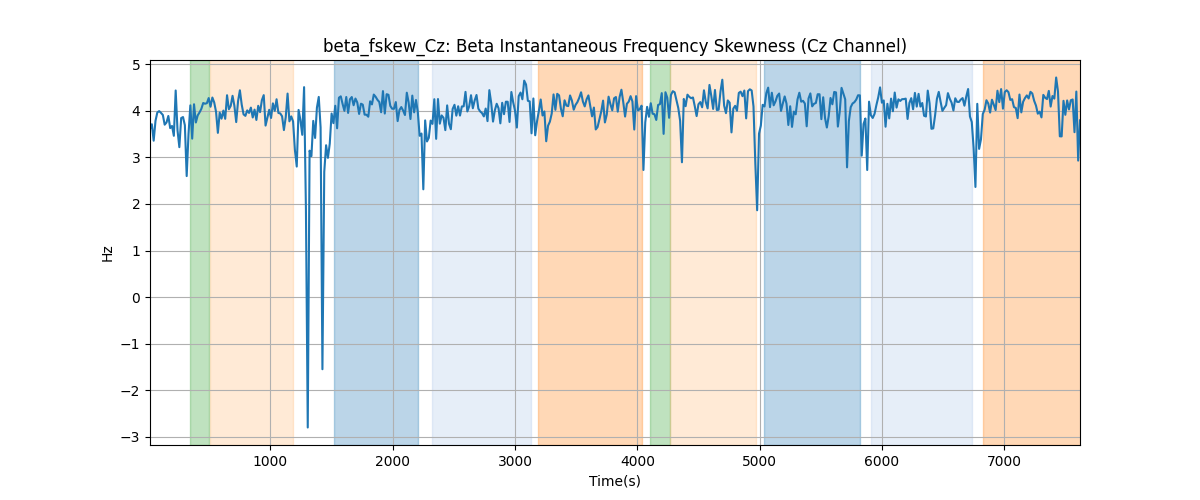 beta_fskew_Cz: Beta Instantaneous Frequency Skewness (Cz Channel)
5
4
3
2
1
0
−1
−2
−3
Hz
1000 2000 3000 4000 5000 6000 7000
Time(s)